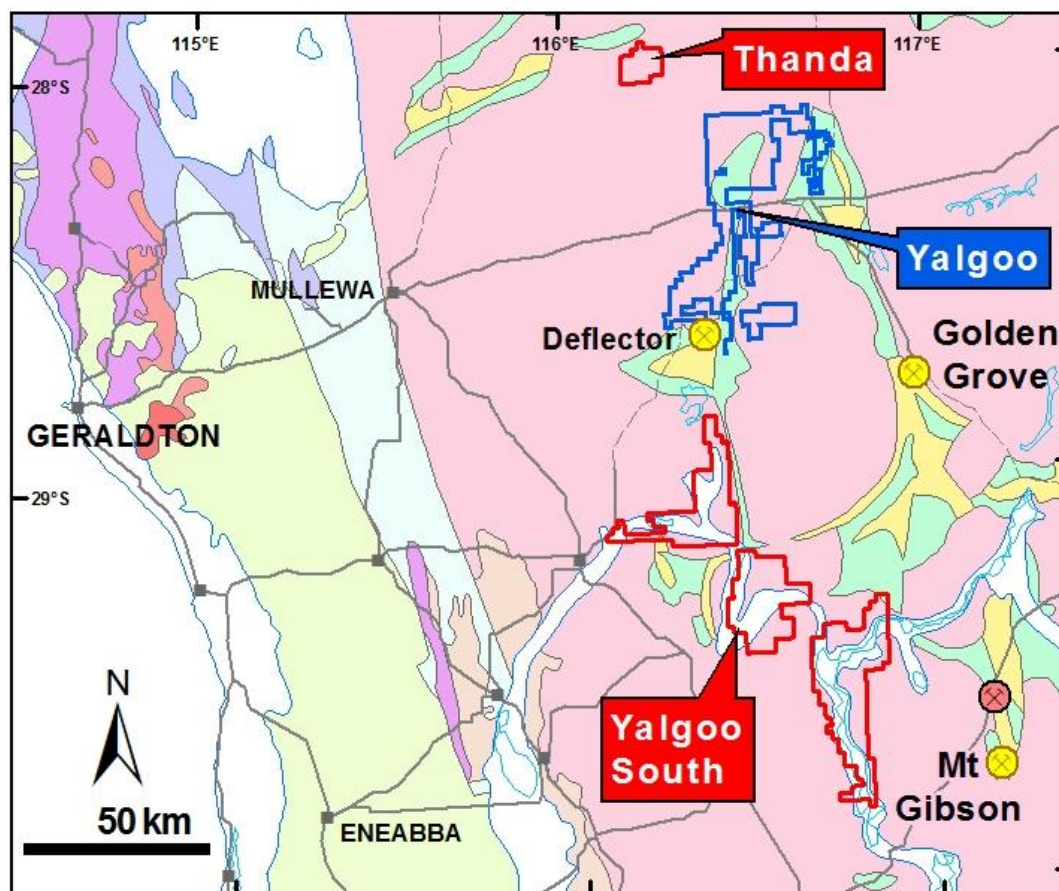 115°E
116°E
117°E
Thanda
28°S
Yalgoo
MULLEWA
Deflector
Golden
Grove
GERALDTON
29°S
N
Yalgoo
South
Mt
Gibson
50 km
ENEABBA